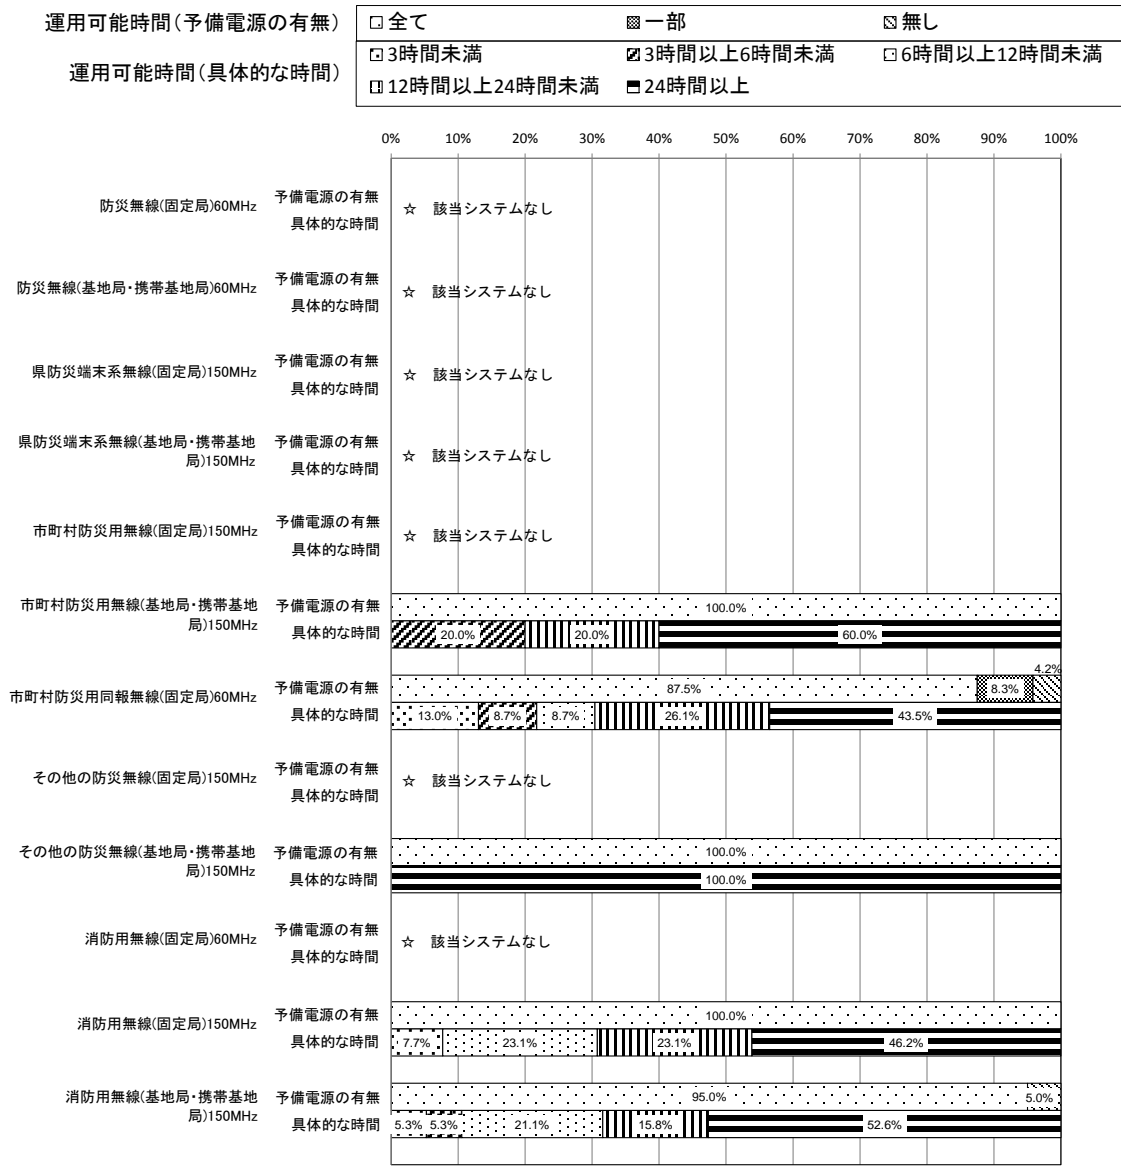 運用可能時間(予備電源の有無)
全て 一部 無し
運用可能時間(具体的な時間)
3時間未満 3時間以上6時間未満 6時間以上12時間未満
12時間以上24時間未満 24時間以上
0% 10% 20% 30% 40% 50% 60% 70% 80% 90% 100%
防災無線(固定局)60MHz
予備電源の有無
具体的な時間
☆ 該当システムなし
防災無線(基地局・携帯基地局)60MHz
予備電源の有無
具体的な時間
☆ 該当システムなし
県防災端末系無線(固定局)150MHz
予備電源の有無
具体的な時間
☆ 該当システムなし
県防災端末系無線(基地局・携帯基地
局)150MHz
予備電源の有無
具体的な時間
☆ 該当システムなし
市町村防災用無線(固定局)150MHz
予備電源の有無
具体的な時間
☆ 該当システムなし
市町村防災用無線(基地局・携帯基地
局)150MHz
予備電源の有無
100.0%
具体的な時間
20.0% 20.0% 60.0%
市町村防災用同報無線(固定局)60MHz
予備電源の有無
87.5% 8.3% 4.2%
具体的な時間
13.0% 8.7% 8.7% 26.1% 43.5%
その他の防災無線(固定局)150MHz
予備電源の有無
具体的な時間
☆ 該当システムなし
その他の防災無線(基地局・携帯基地
局)150MHz
予備電源の有無
100.0%
具体的な時間
100.0%
消防用無線(固定局)60MHz
予備電源の有無
具体的な時間
☆ 該当システムなし
消防用無線(固定局)150MHz
予備電源の有無
100.0%
具体的な時間
7.7% 23.1% 23.1% 46.2%
消防用無線(基地局・携帯基地
局)150MHz
予備電源の有無
95.0% 5.0%
具体的な時間
5.3% 5.3% 21.1% 15.8% 52.6%